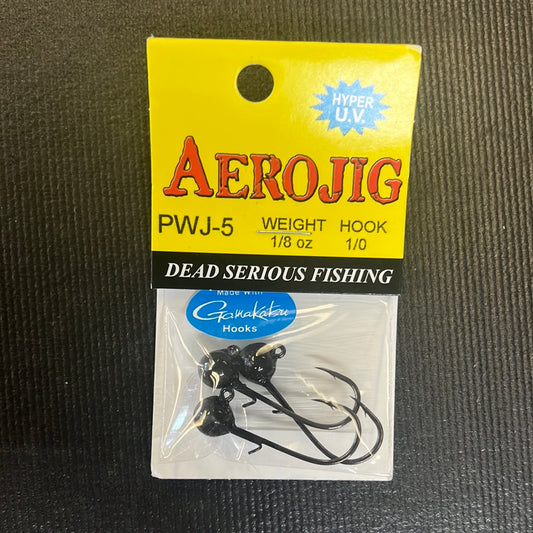 HYPER
U.V.
AEROJIG
PWJ-5 WEIGHT HOOK
1/8 oz 1/0
DEAD SERIOUS FISHING
Made With
Gamakatsu
Hooks